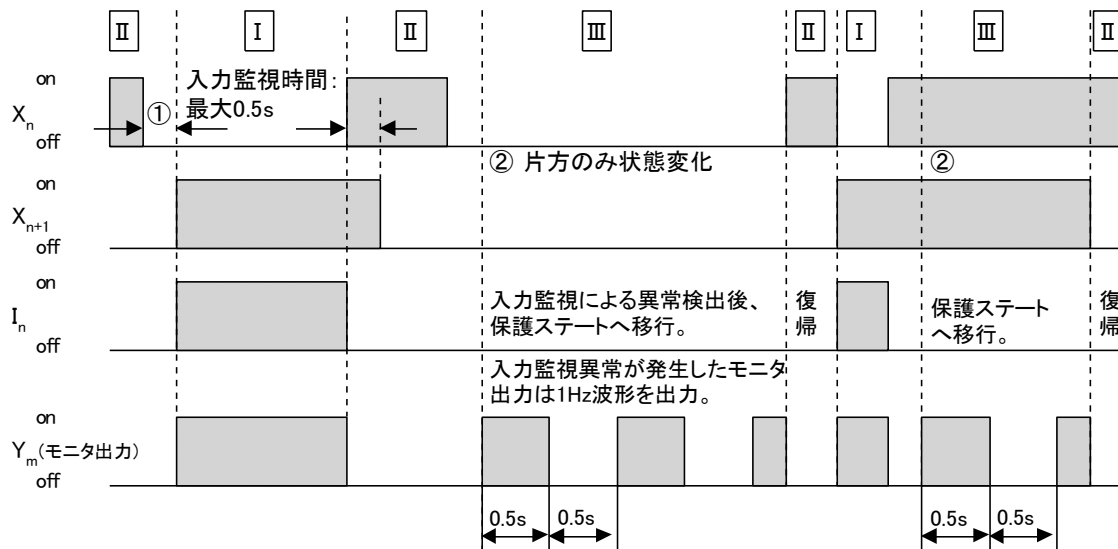 Ⅱ Ⅰ Ⅱ Ⅲ Ⅱ Ⅰ Ⅲ Ⅱ
on
Xn
off
① 入力監視時間：
最大0.5s
② 片方のみ状態変化
②
on
Xn+1
off
on
In
off
入力監視による異常検出後、
保護ステートへ移行。
復
帰
保護ステート
へ移行。
復
帰
入力監視異常が発生したモニタ
出力は1Hz波形を出力。
on
Ym(モニタ出力)
off
0.5s 0.5s 0.5s 0.5s